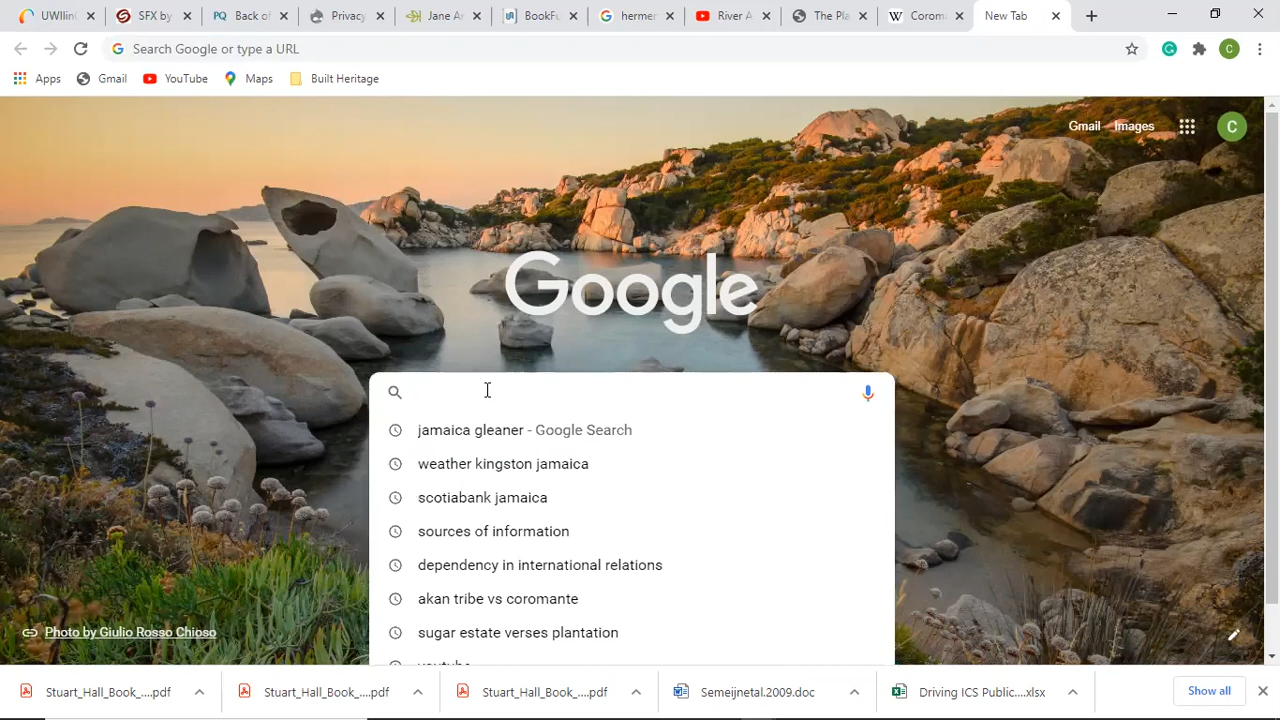 UWIlin
SFX by
Back of
Privacy
Jane Ar
BookFu
hermer
River A
The Pla
Corom
New Tab
Search Google or type a URL
C
Apps
Gmail
YouTube
Maps
Built Heritage
Gmail Images
C
Google
jamaica gleaner - Google Search
weather kingston jamaica
scotiabank jamaica
sources of information
dependency in international relations
akan tribe vs coromante
sugar estate verses plantation
Photo by Giulio Rosso Chioso
Stuart_Hall_Book_....pdf
Stuart_Hall_Book_....pdf
Stuart_Hall_Book_....pdf
Semeijnetal.2009.doc
Driving ICS Public....xlsx
Show all